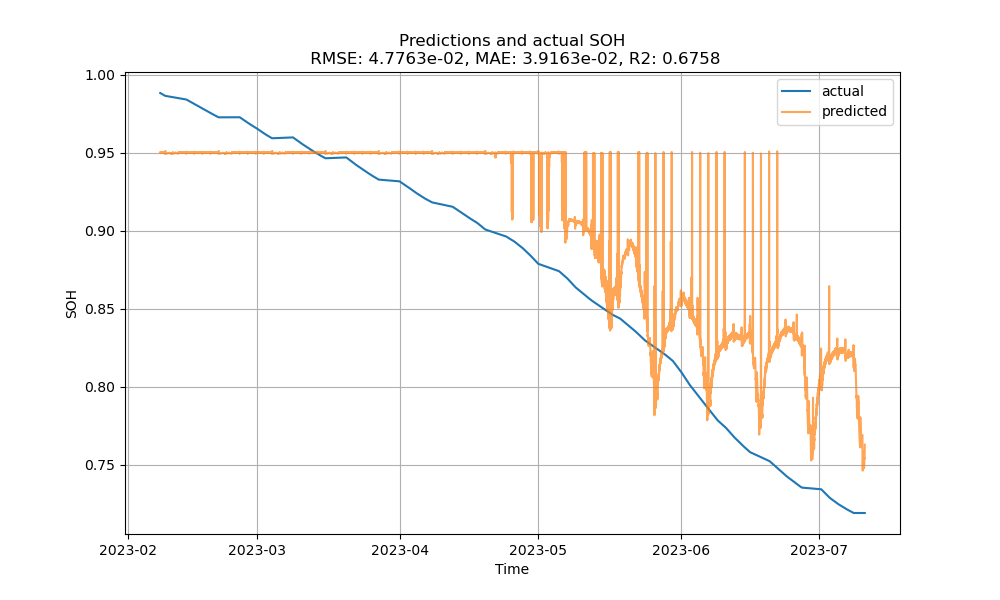 Predictions and actual SOH
RMSE: 4.7763e-02, MAE: 3.9163e-02, R2: 0.6758
actual
predicted
1.00
0.95
0.90
0.85
0.80
0.75
SOH
2023-02
2023-03
2023-04
2023-05
2023-06
2023-07
Time